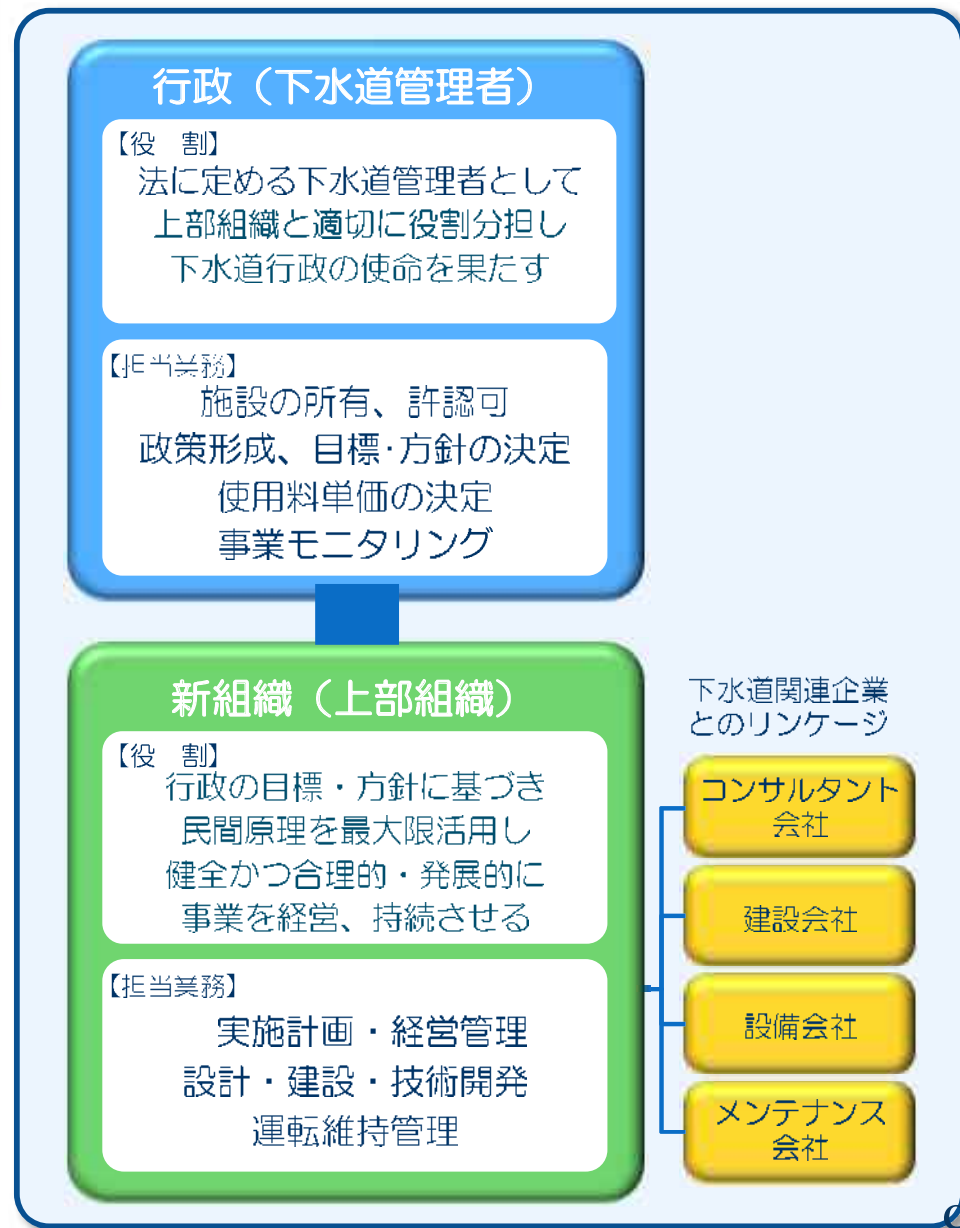 行政（下水道管理者）
【役　割】
法に定める下水道管理者として
上部組織と適切に役割分担し
下水道行政の使命を果たす
【担当業務】
施設の所有、許認可
政策形成、目標・方針の決定
使用料単価の決定
事業モニタリング
新組織（上部組織）
【役　割】
行政の目標・方針に基づき
民間原理を最大限活用し
健全かつ合理的・発展的に
事業を経営、持続させる
【担当業務】
実施計画・経営管理
設計・建設・技術開発
運転維持管理
下水道関連企業
とのリンケージ
コンサルタント
会社
建設会社
設備会社
メンテナンス
会社